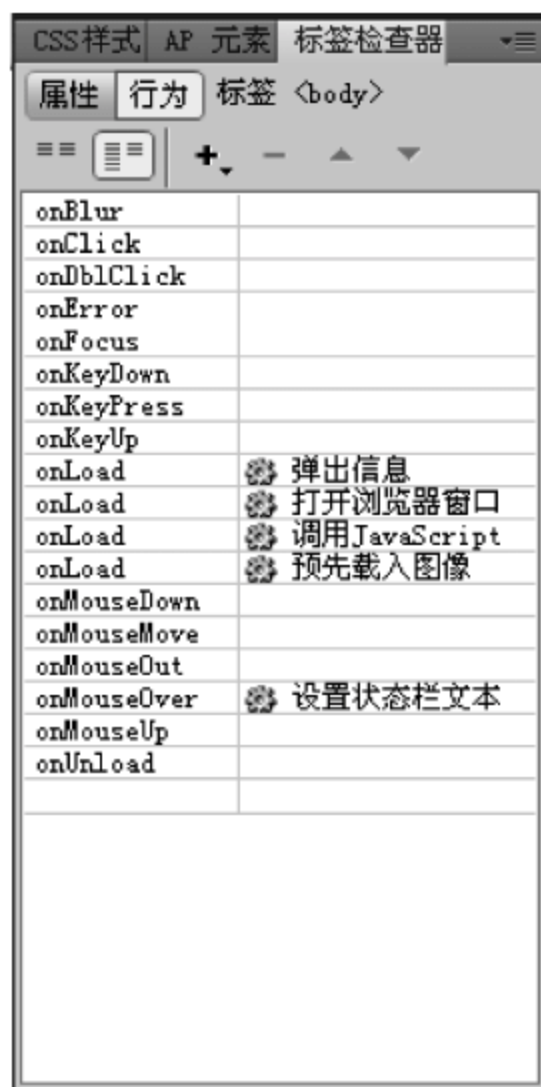 CSS样式 AP 元素 标签检查器
属性 行为 标签 <body>
onBlur
onClick
onDblClick
onError
onFocus
onKeyDown
onKeyPress
onKeyUp
onLoad 弹出信息
onLoad 打开浏览器窗口
onLoad 调用JavaScript
onLoad 预先载入图像
onMouseDown
onMouseMove
onMouseOut
onMouseOver 设置状态栏文本
onMouseUp
onUnload